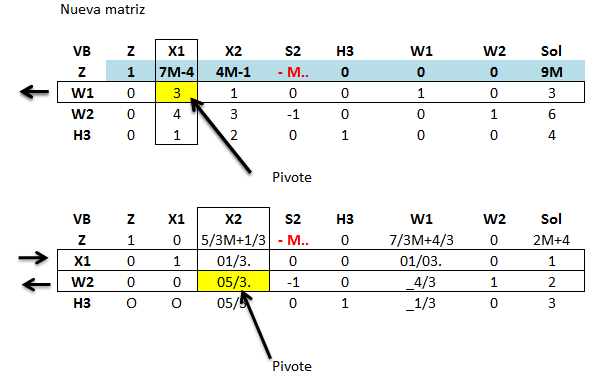 Nueva matriz
VB Z X1 X2 S2 H3 W1 W2 Sol
Z 1 7M-4 4M-1 - M.. 0 0 0 9M
W1 0 3 1 0 0 1 0 3
W2 0 4 3 -1 0 0 1 6
H3 0 1 2 0 1 0 0 4
Pivote
VB Z X1 X2 S2 H3 W1 W2 Sol
Z 1 0 5/3M+1/3 - M.. 0 7/3M+4/3 0 2M+4
X1 0 1 01/3. 0 0 01/03. 0 1
W2 0 0 05/3. -1 0 _4/3 1 2
H3 O O 05/3 0 1 _1/3 0 3
Pivote